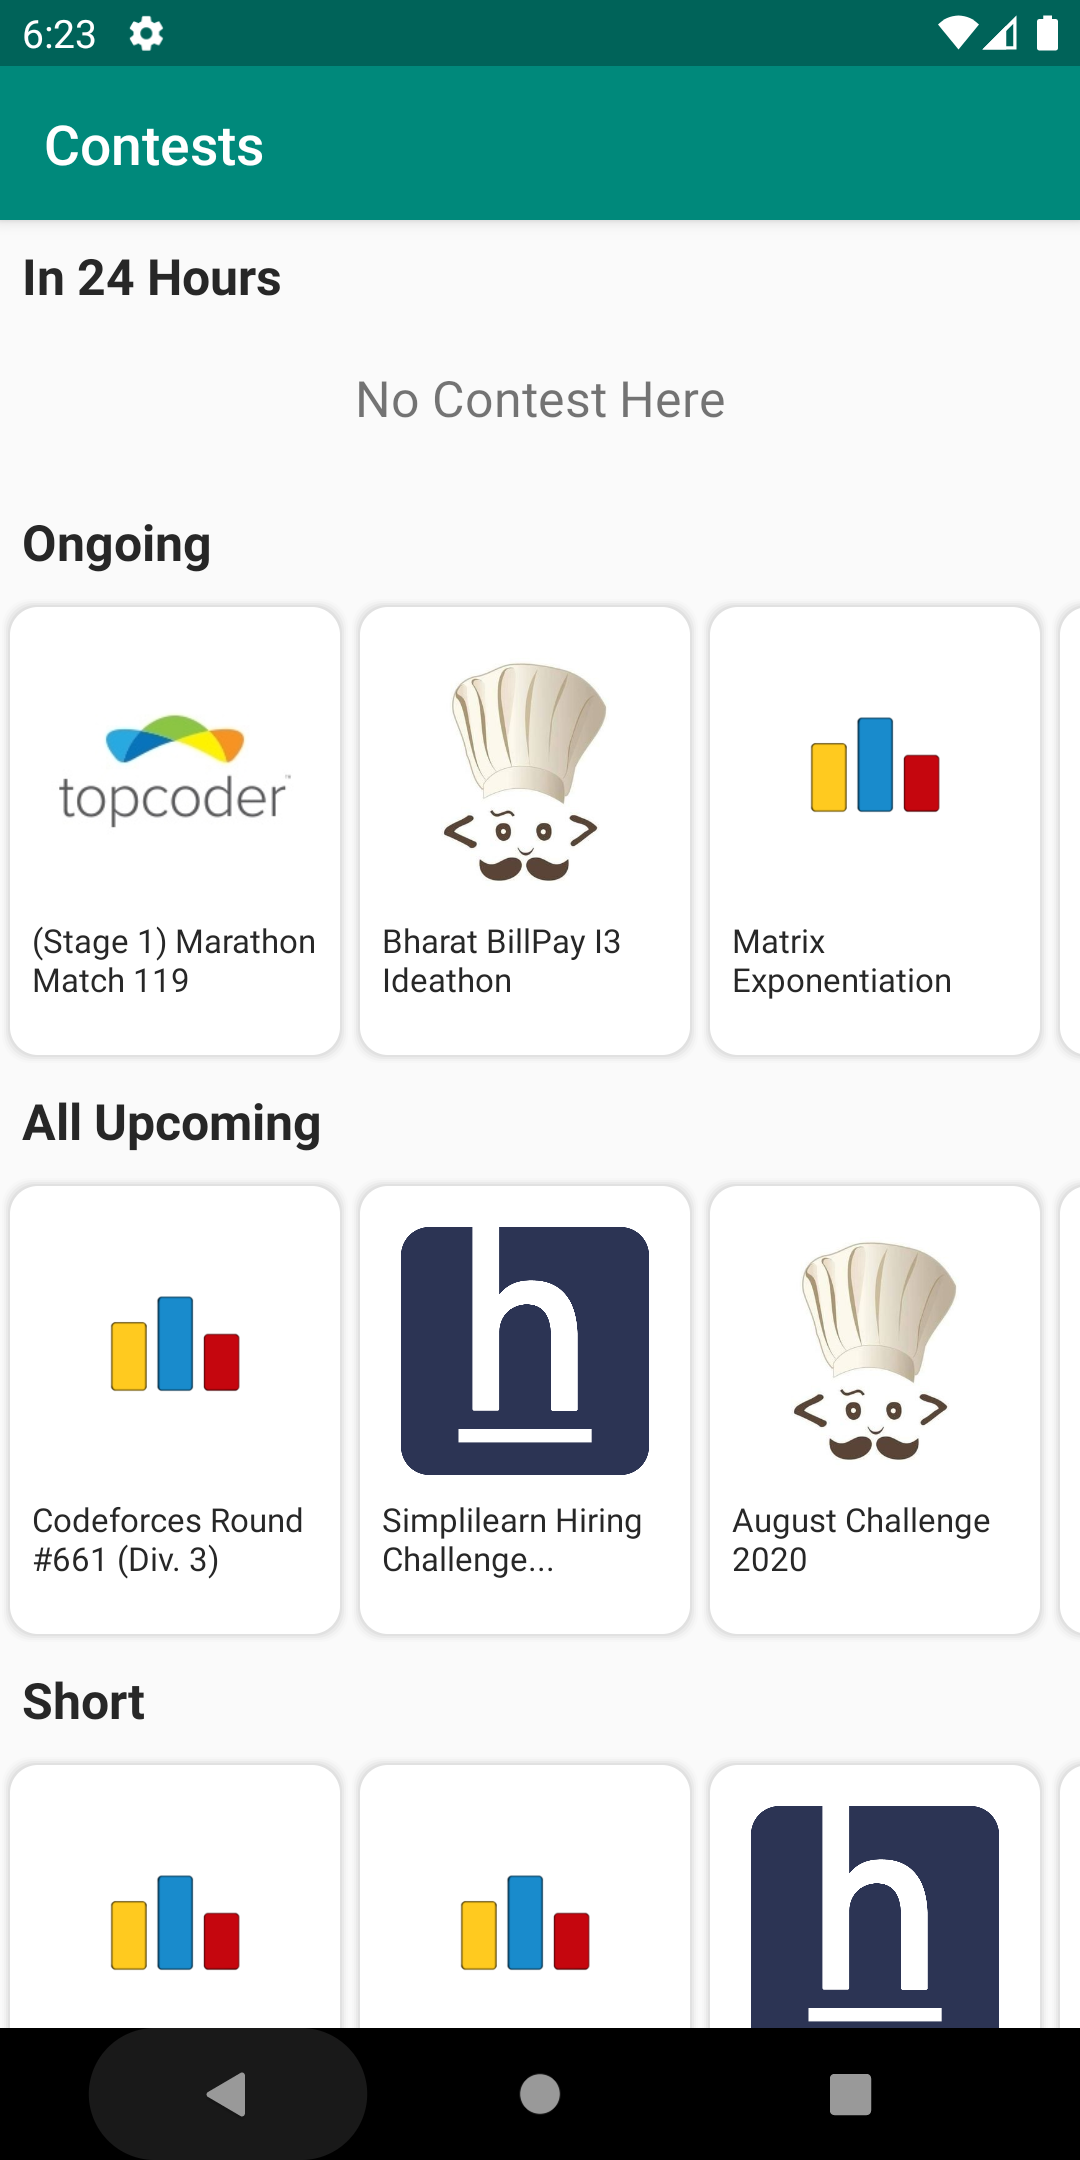 6:23
Contests
In 24 Hours
No Contest Here
Ongoing
topcoder™
(Stage 1) Marathon
Match 119
Bharat BillPay I3
Ideathon
Matrix
Exponentiation
All Upcoming
h
Codeforces Round
#661 (Div. 3)
Simplilearn Hiring
Challenge...
August Challenge
2020
Short
h